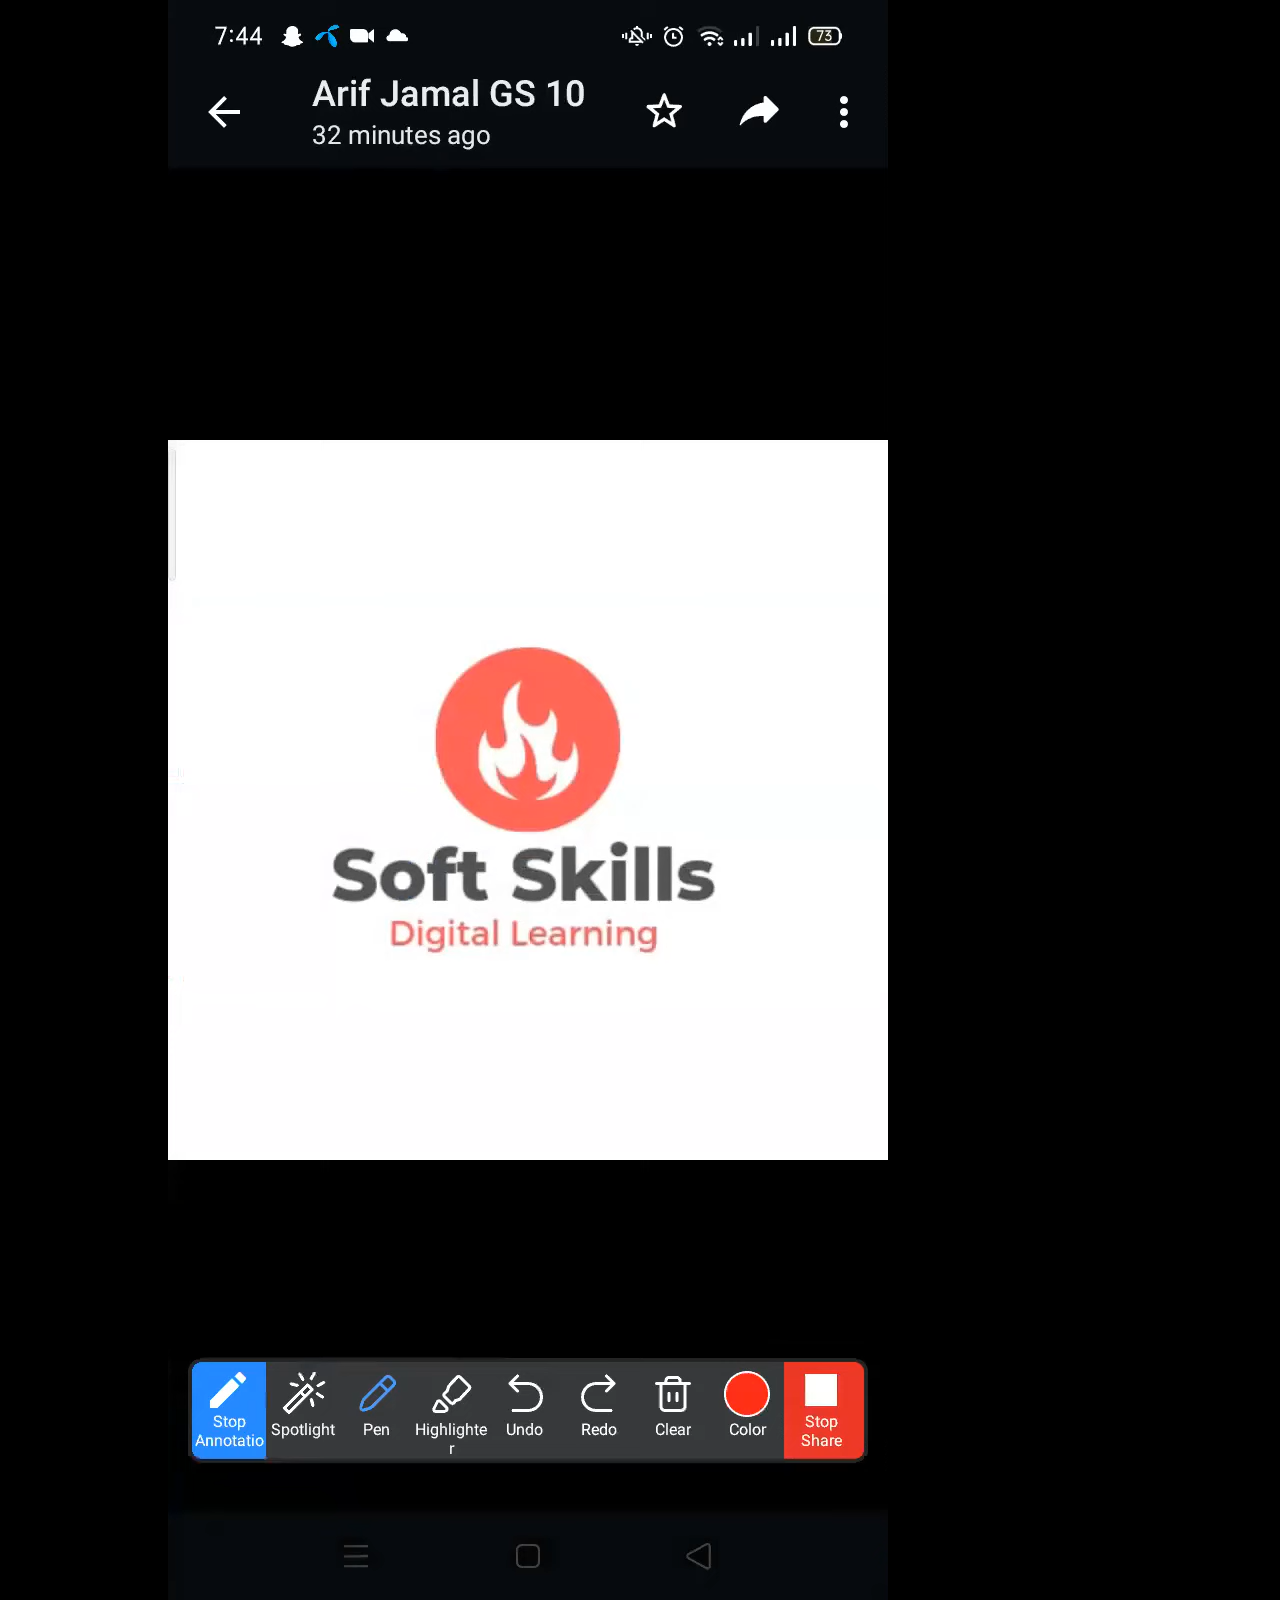 7:44
73
Arif Jamal GS 10
32 minutes ago
Soft Skills
Digital Learning
Stop Annotatio
Spotlight
Pen
Highlighte
r
Undo
Redo
Clear
Color
Stop Share